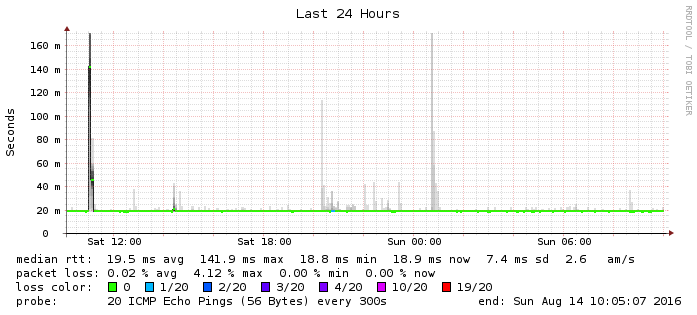 Last 24 Hours
RRDTOOL / TOBI OETIKER
Seconds
160 m
140 m
120 m
100 m
80 m
60 m
40 m
20 m
0
Sat 12:00 Sat 18:00 Sun 00:00 Sun 06:00
median rtt: 19.5 ms avg 141.9 ms max 18.8 ms min 18.9 ms now 7.4 ms sd 2.6 am/s
packet loss: 0.02 % avg 4.12 % max 0.00 % min 0.00 % now
loss color: 0 1/20 2/20 3/20 4/20 10/20 19/20
probe: 20 ICMP Echo Pings (56 Bytes) every 300s end: Sun Aug 14 10:05:07 2016